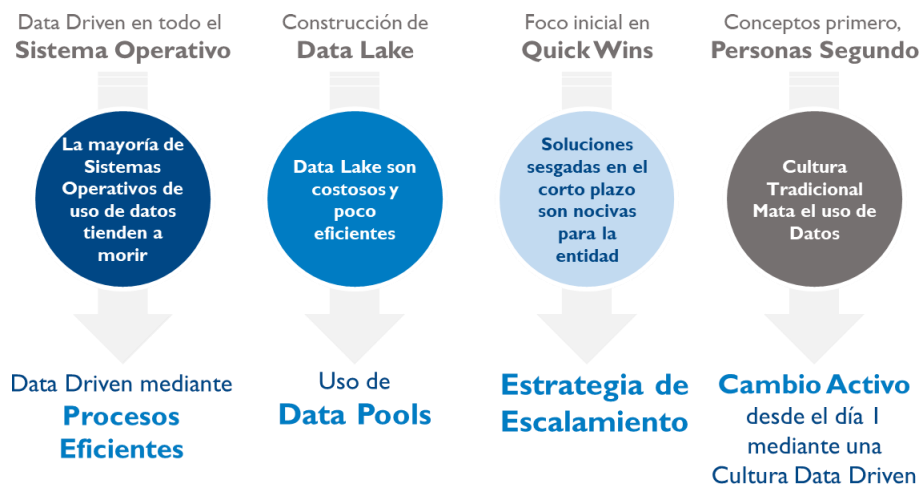 Data Driven en todo el
Sistema Operativo
La mayoría de
Sistemas
Operativos de
uso de datos
tienden a
morir
Data Driven mediante
Procesos
Eficientes
Construcción de
Data Lake
Data Lake son
costosos y
poco
eficientes
Uso de
Data Pools
Foco inicial en
Quick Wins
Soluciones
sesgadas en el
corto plazo
son nocivas
para la
entidad
Estrategia de
Escalamiento
Conceptos primero,
Personas Segundo
Cultura
Tradicional
Mata el uso de
Datos
Cambio Activo
desde el día 1
mediante una
Cultura Data Driven